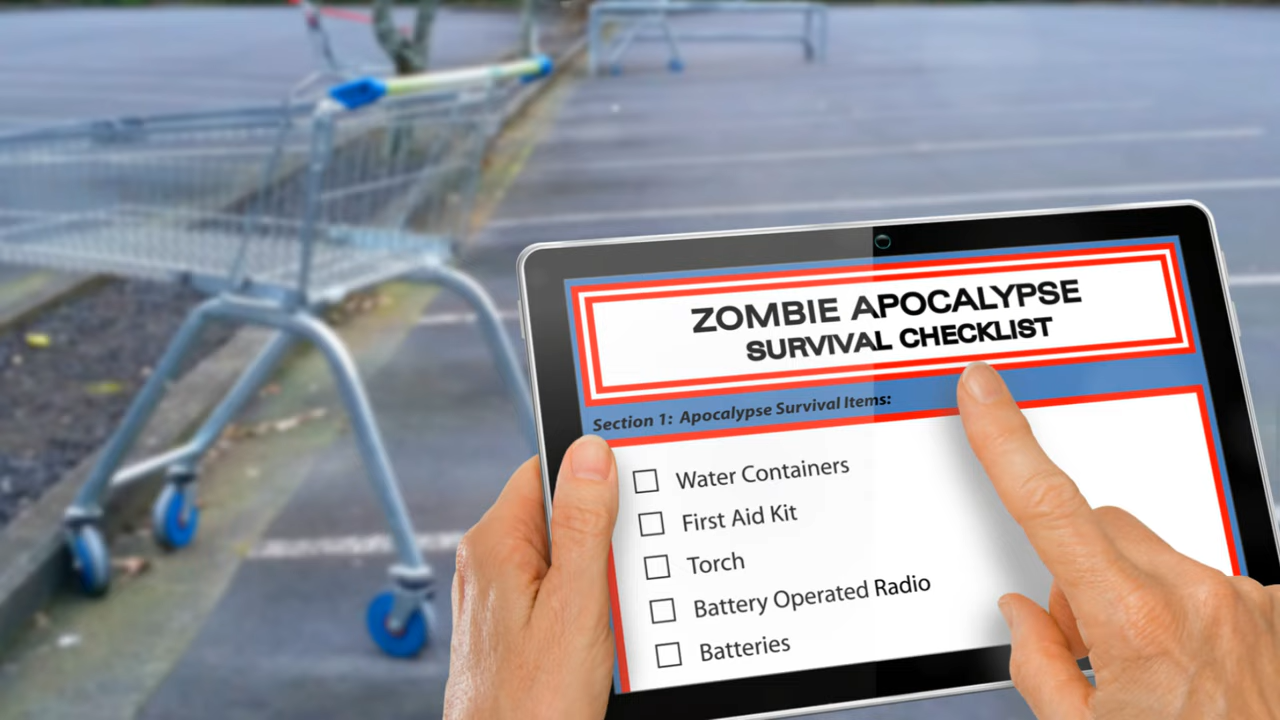 ZOMBIE APOCALYPSE
SURVIVAL CHECKLIST
Section 1: Apocalypse Survival Items:
Water Containers
First Aid Kit
Torch
Battery Operated Radio
Batteries